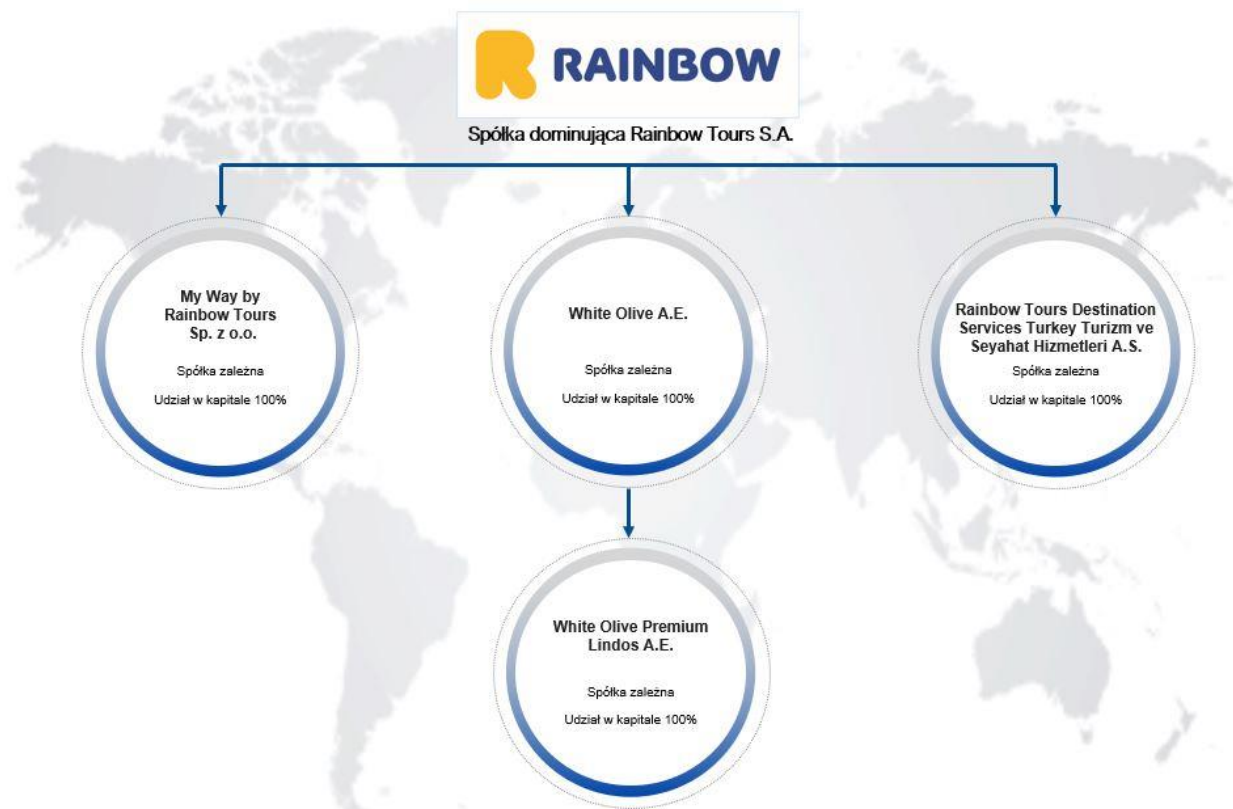 RAINBOW
Spółka dominująca Rainbow Tours S.A.
My Way by
Rainbow Tours
Sp. z o.o.
Spółka zależna
Udział w kapitale 100%
White Olive A.E.
Spółka zależna
Udział w kapitale 100%
Rainbow Tours Destination
Services Turkey Turizm ve
Seyahat Hizmetleri A.S.
Spółka zależna
Udział w kapitale 100%
White Olive Premium
Lindos A.E.
Spółka zależna
Udział w kapitale 100%